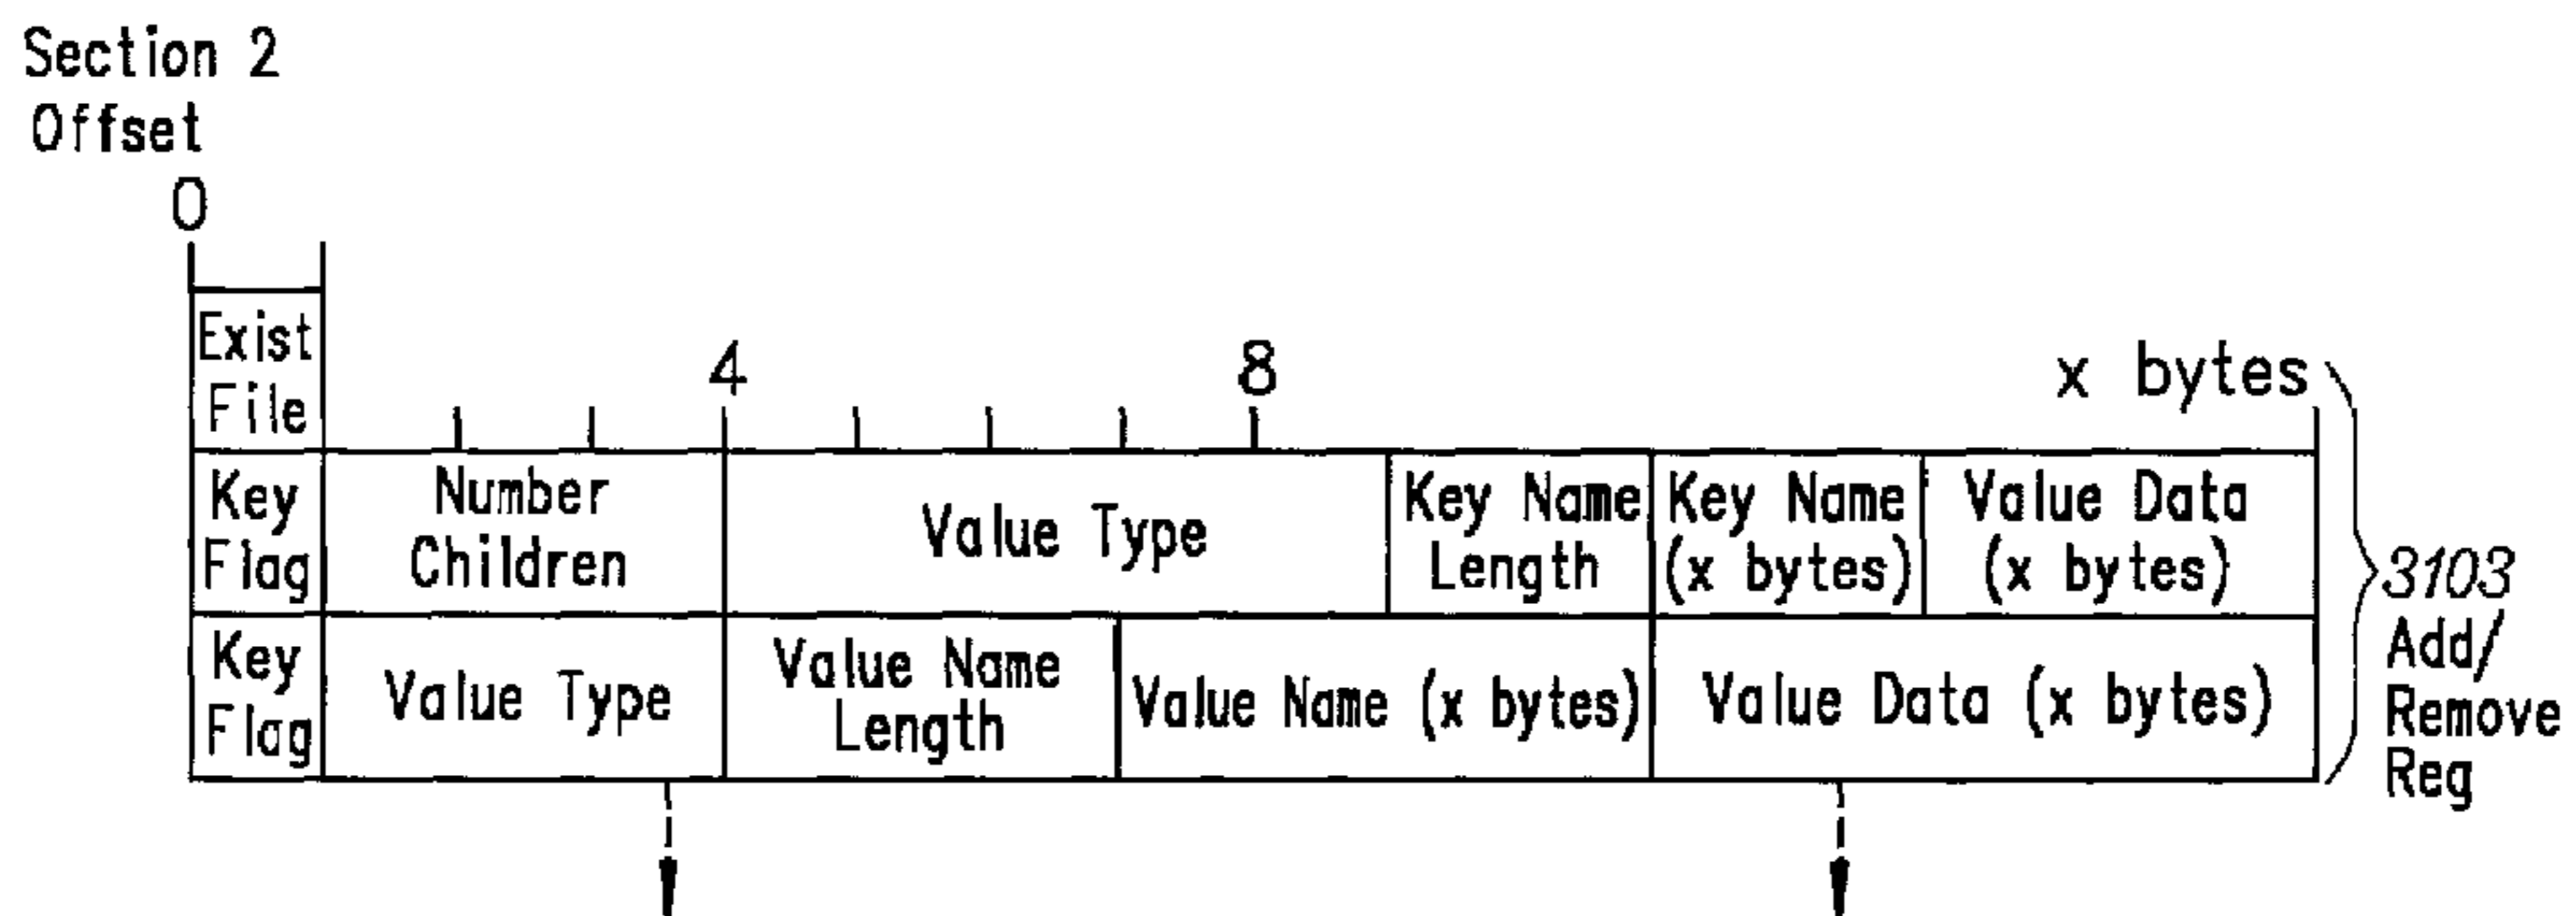 Section 2
Offset
0
Exist
File
4
8
x bytes
Key
Flag
Number
Children
Value Type
Key Name
Length
Key Name
(x bytes)
Value Data
(x bytes)
Key
Flag
Value Type
Value Name
Length
Value Name (x bytes)
Value Data (x bytes)
3103
Add/
Remove
Reg